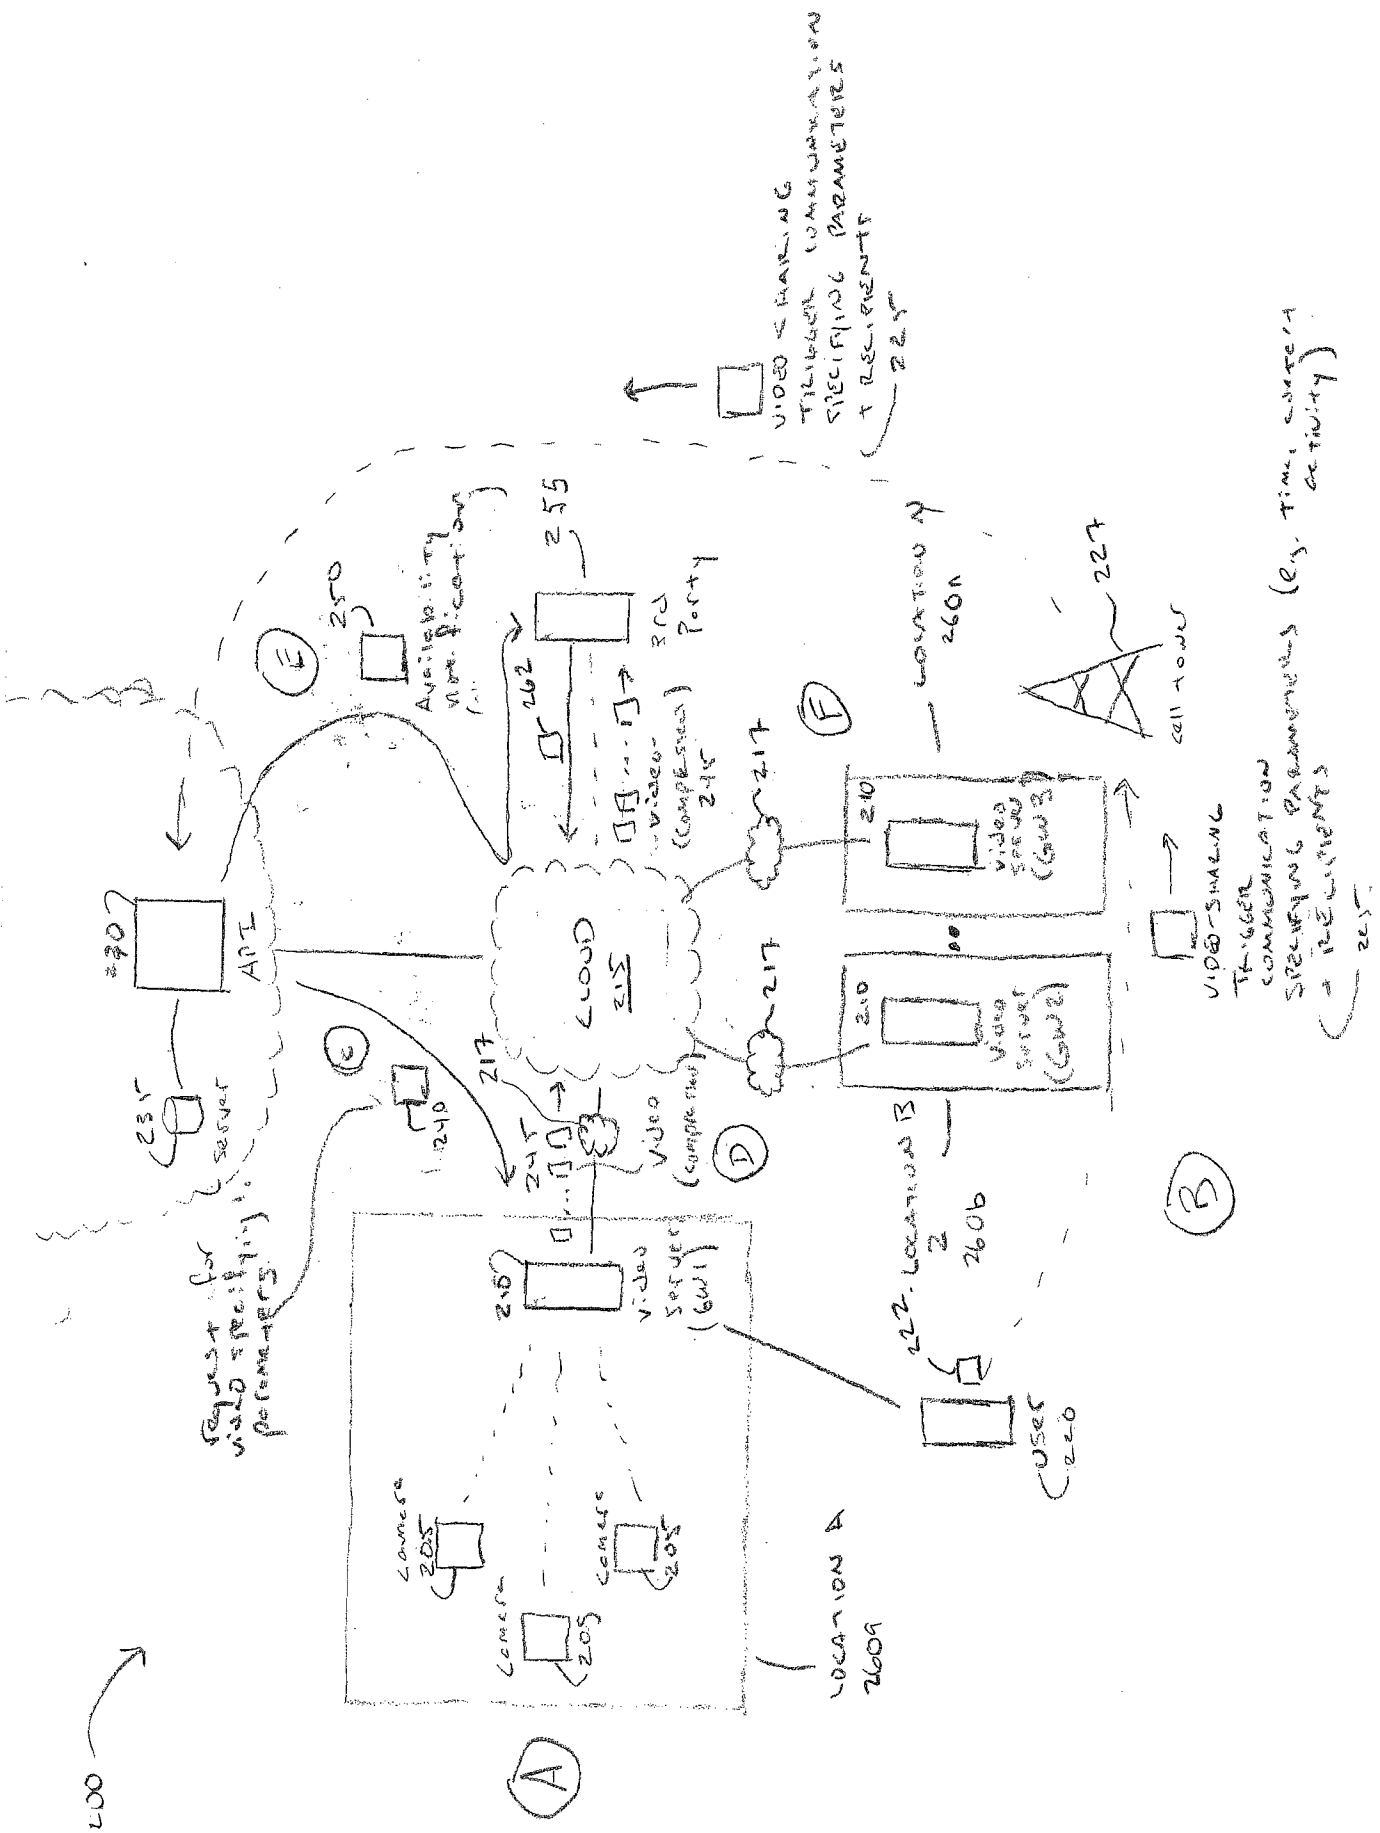 200
A
LOCATION A
260a
camera
205
camera
205
camera
205
210
video
server
(GW1)
request for
video specifying
parameters
server
235
230
API
C
240
217
245
video
(compressed)
D
CLOUD
215
E
250
Availability
262
255
3rd
Party
video
(compressed)
245
217
217
F
210
video
server
(GW2)
210
video
server
(GW3)
LOCATION N
260n
LOCATION B
2
260b
222
USER
220
B
227
cell tower
VIDEO-SHARING
TRIGGER
COMMUNICATION
SPECIFYING PARAMETERS (e.g. time,
activity)
+ RECIPIENTS
225
VIDEO SHARING
TRIGGER COMMUNICATION
SPECIFYING PARAMETERS
+ RECIPIENTS
225